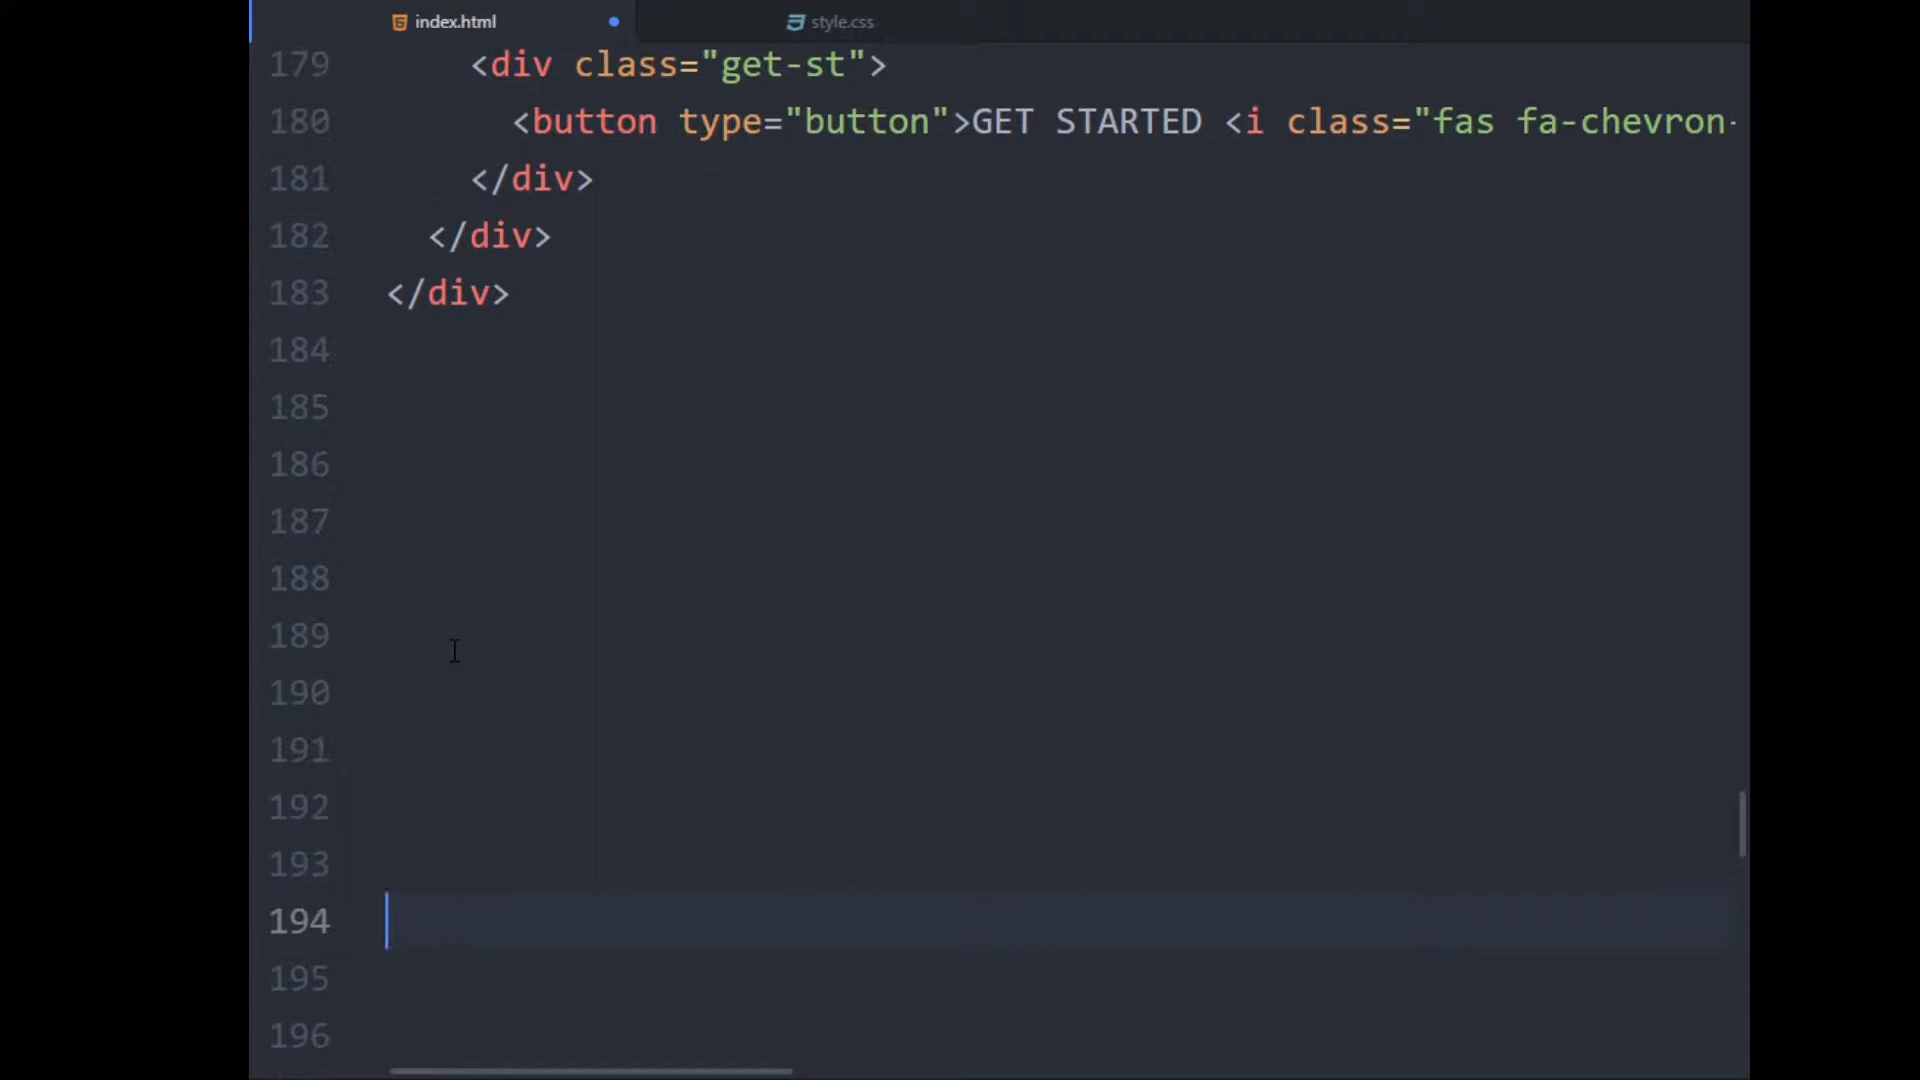 index.html
style.css
179 <div class="get-st">
180 <button type="button">GET STARTED <i class="fas fa-chevron-
181 </div>
182 </div>
183 </div>
184
185
186
187
188
189
190
191
192
193
194
195
196